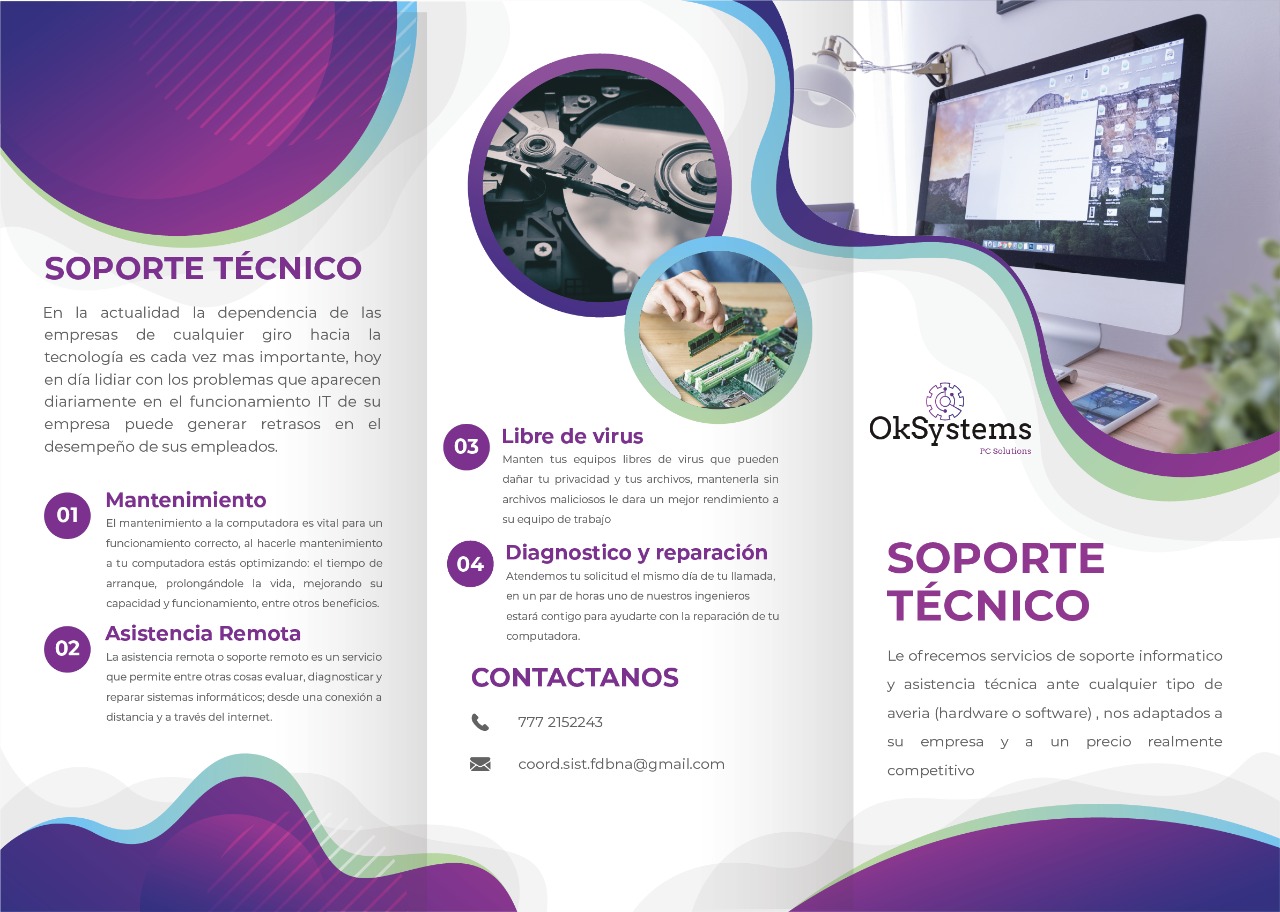 SOPORTE TÉCNICO
En la actualidad la dependencia de las
empresas de cualquier giro hacia la
tecnología es cada vez mas importante, hoy
en día lidiar con los problemas que aparecen
diariamente en el funcionamiento IT de su
empresa puede generar retrasos en el
desempeño de sus empleados.
01
Mantenimiento
El mantenimiento a la computadora es vital para un
funcionamiento correcto, al hacerle mantenimiento
a tu computadora estás optimizando: el tiempo de
arranque, prolongándole la vida, mejorando su
capacidad y funcionamiento, entre otros beneficios.
02
Asistencia Remota
La asistencia remota o soporte remoto es un servicio
que permite entre otras cosas evaluar, diagnosticar y
reparar sistemas informáticos; desde una conexión a
distancia y a través del internet.
03
Libre de virus
Manten tus equipos libres de virus que pueden
dañar tu privacidad y tus archivos, mantenerla sin
archivos maliciosos le dara un mejor rendimiento a
su equipo de trabajo
04
Diagnostico y reparación
Atendemos tu solicitud el mismo día de tu llamada,
en un par de horas uno de nuestros ingenieros
estará contigo para ayudarte con la reparación de tu
computadora.
CONTACTANOS
777 2152243
coord.sist.fdbna@gmail.com
OkSystems
PC Solutions
SOPORTE
TÉCNICO
Le ofrecemos servicios de soporte informatico
y asistencia técnica ante cualquier tipo de
averia (hardware o software) , nos adaptados a
su empresa y a un precio realmente
competitivo